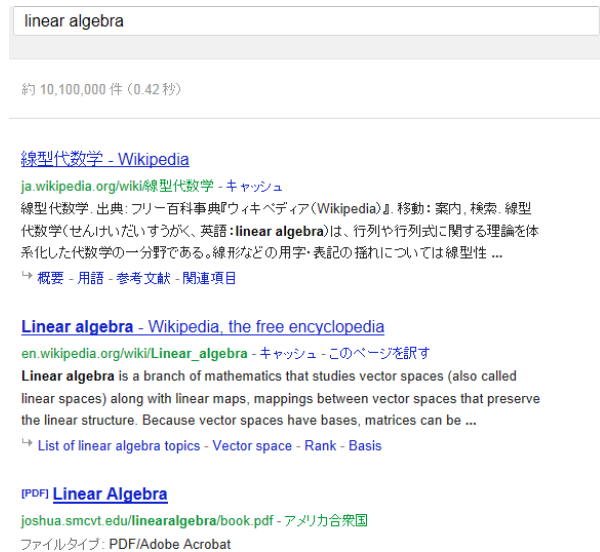 linear algebra
約 10,100,000 件 (0.42 秒)
線型代数学 - Wikipedia
ja.wikipedia.org/wiki/線型代数学 - キャッシュ
線型代数学. 出典: フリー百科事典『ウィキペディア(Wikipedia)』. 移動: 案内, 検索. 線型
代数学(せんけいだいすうがく、英語:linear algebra)は、行列や行列式に関する理論を体
系化した代数学の一分野である。線形などの用字・表記の揺れについては線型性 ...
概要 - 用語 - 参考文献 - 関連項目
Linear algebra - Wikipedia, the free encyclopedia
en.wikipedia.org/wiki/Linear_algebra - キャッシュ - このページを訳す
Linear algebra is a branch of mathematics that studies vector spaces (also called
linear spaces) along with linear maps, mappings between vector spaces that preserve
the linear structure. Because vector spaces have bases, matrices can be ...
List of linear algebra topics - Vector space - Rank - Basis
[PDF] Linear Algebra
joshua.smcvt.edu/linearalgebra/book.pdf - アメリカ合衆国
ファイルタイプ: PDF/Adobe Acrobat